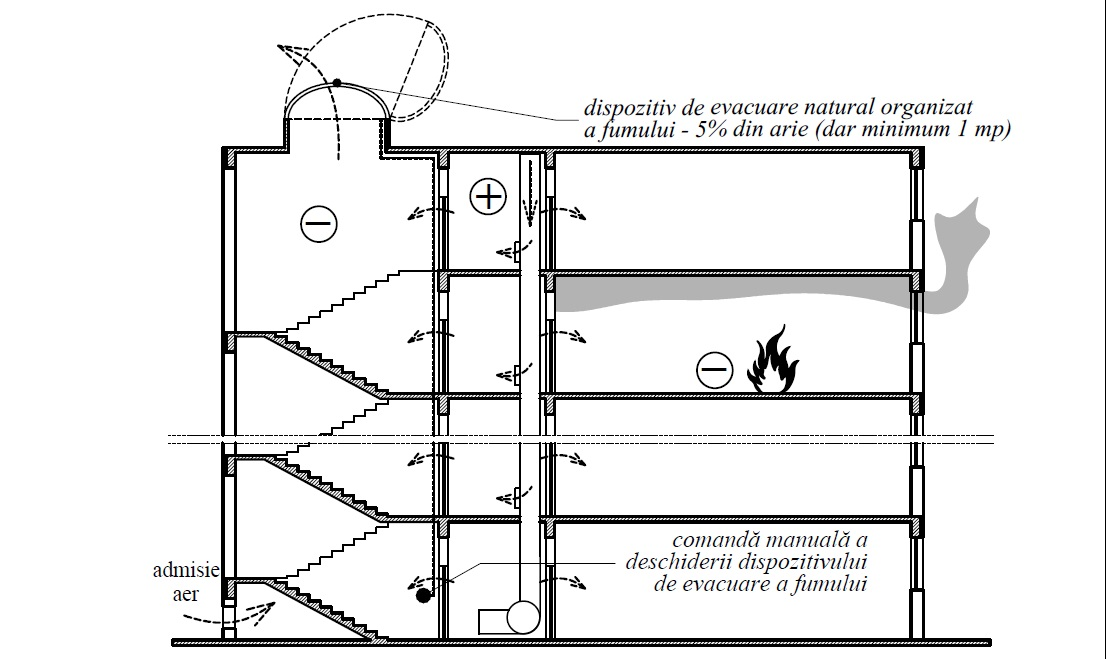 dispozitiv de evacuare natural organizat
a fumului - 5% din arie (dar minimum 1 mp)
comandă manuală a
deschiderii dispozitivului
de evacuare a fumului
admisie
aer